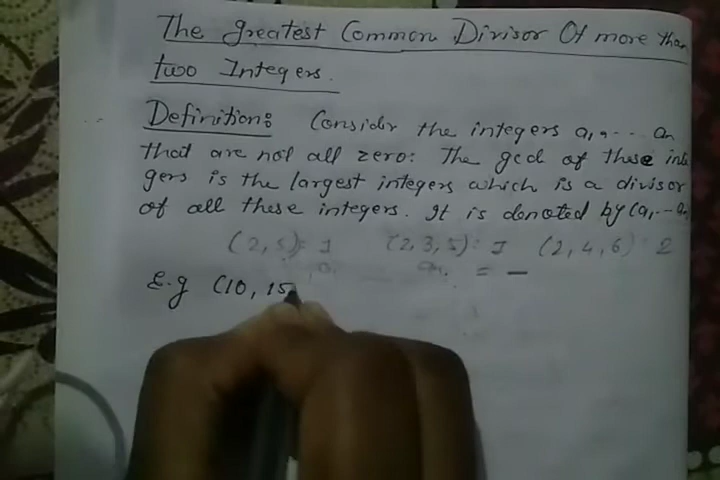 The Greatest Common Divisor Of more than
two Integers.
Definition: Consider the integers a1, ... an
that are not all zero. The gcd of these inte
gers is the largest integers which is a divisor
of all these integers. It is denoted by (a1, -- an
(2, 5) = 1 (2, 3, 5) = 1 (2, 4, 6) = 2
E.g (10, 15